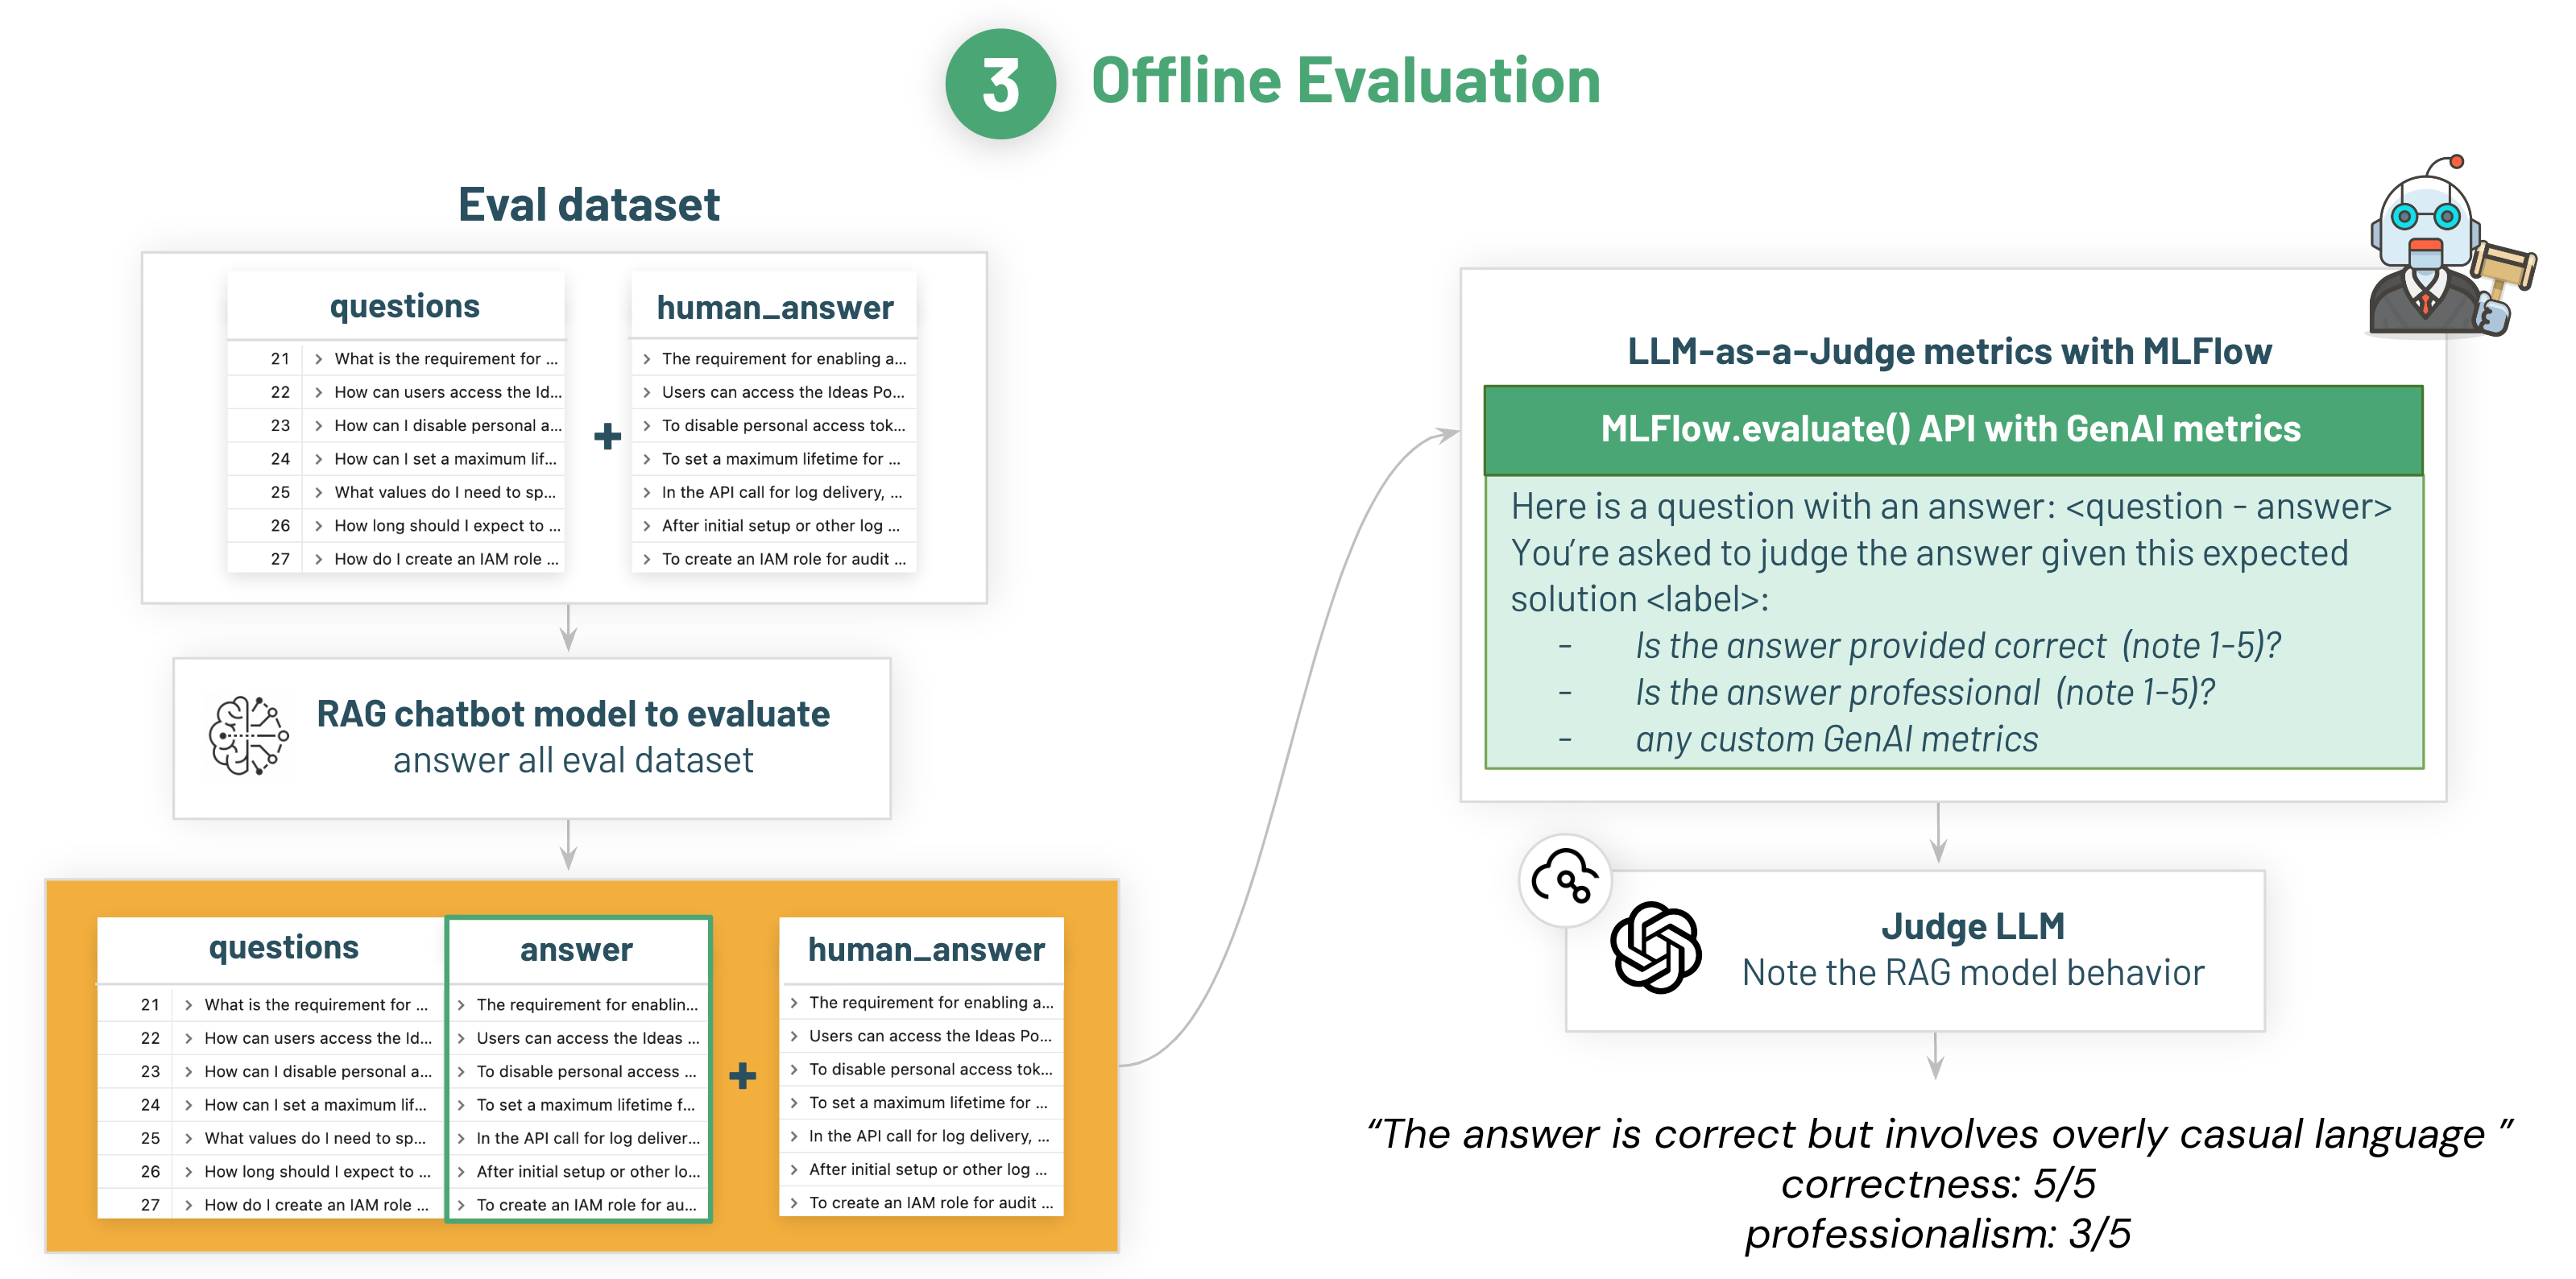 3 Offline Evaluation
Eval dataset
questions
21 What is the requirement for ...
22 How can users access the Id...
23 How can I disable personal a...
24 How can I set a maximum lif...
25 What values do I need to sp...
26 How long should I expect to ...
27 How do I create an IAM role ...
+
human_answer
The requirement for enabling a...
Users can access the Ideas Po...
To disable personal access tok...
To set a maximum lifetime for ...
In the API call for log delivery, ...
After initial setup or other log ...
To create an IAM role for audit ...
RAG chatbot model to evaluate
answer all eval dataset
questions
21 What is the requirement for ...
22 How can users access the Id...
23 How can I disable personal a...
24 How can I set a maximum lif...
25 What values do I need to sp...
26 How long should I expect to ...
27 How do I create an IAM role ...
answer
The requirement for enablin...
Users can access the Ideas ...
To disable personal access ...
To set a maximum lifetime f...
In the API call for log deliver...
After initial setup or other lo...
To create an IAM role for au...
+
human_answer
The requirement for enabling a...
Users can access the Ideas Po...
To disable personal access tok...
To set a maximum lifetime for ...
In the API call for log delivery, ...
After initial setup or other log ...
To create an IAM role for audit ...
LLM-as-a-Judge metrics with MLFlow
MLFlow.evaluate() API with GenAI metrics
Here is a question with an answer: <question - answer>
You’re asked to judge the answer given this expected
solution <label>:
- Is the answer provided correct (note 1-5)?
- Is the answer professional (note 1-5)?
- any custom GenAI metrics
Judge LLM
Note the RAG model behavior
“The answer is correct but involves overly casual language ”
correctness: 5/5
professionalism: 3/5